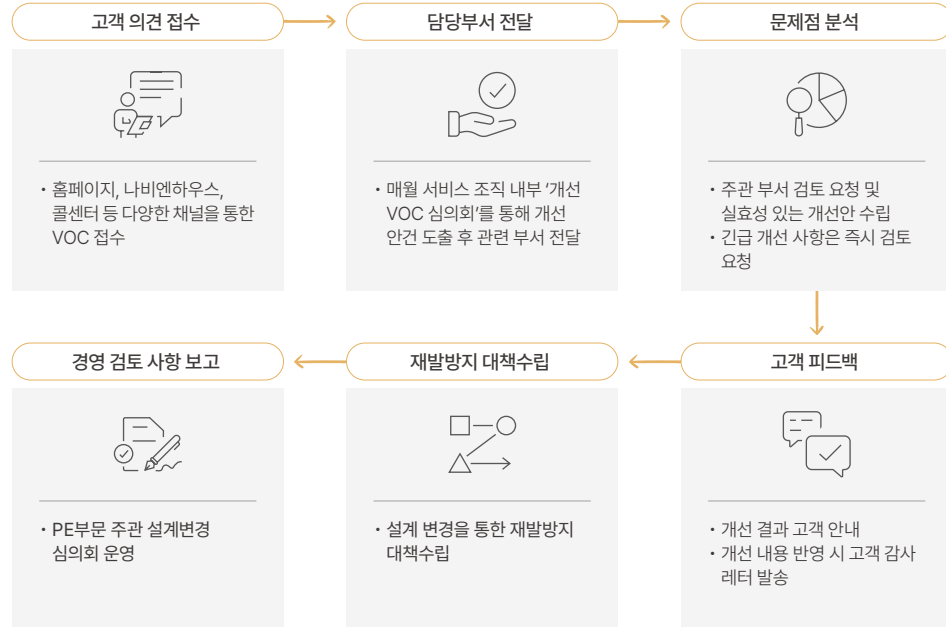 고객 의견 접수
담당부서 전달
문제점 분석
• 홈페이지, 나비엔하우스,
콜센터 등 다양한 채널을 통한
VOC 접수
• 매월 서비스 조직 내부 ‘개선
VOC 심의회’를 통해 개선
안건 도출 후 관련 부서 전달
• 주관 부서 검토 요청 및
실효성 있는 개선안 수립
• 긴급 개선 사항은 즉시 검토
요청
경영 검토 사항 보고
재발방지 대책수립
고객 피드백
• PE부문 주관 설계변경
심의회 운영
• 설계 변경을 통한 재발방지
대책수립
• 개선 결과 고객 안내
• 개선 내용 반영 시 고객 감사
레터 발송